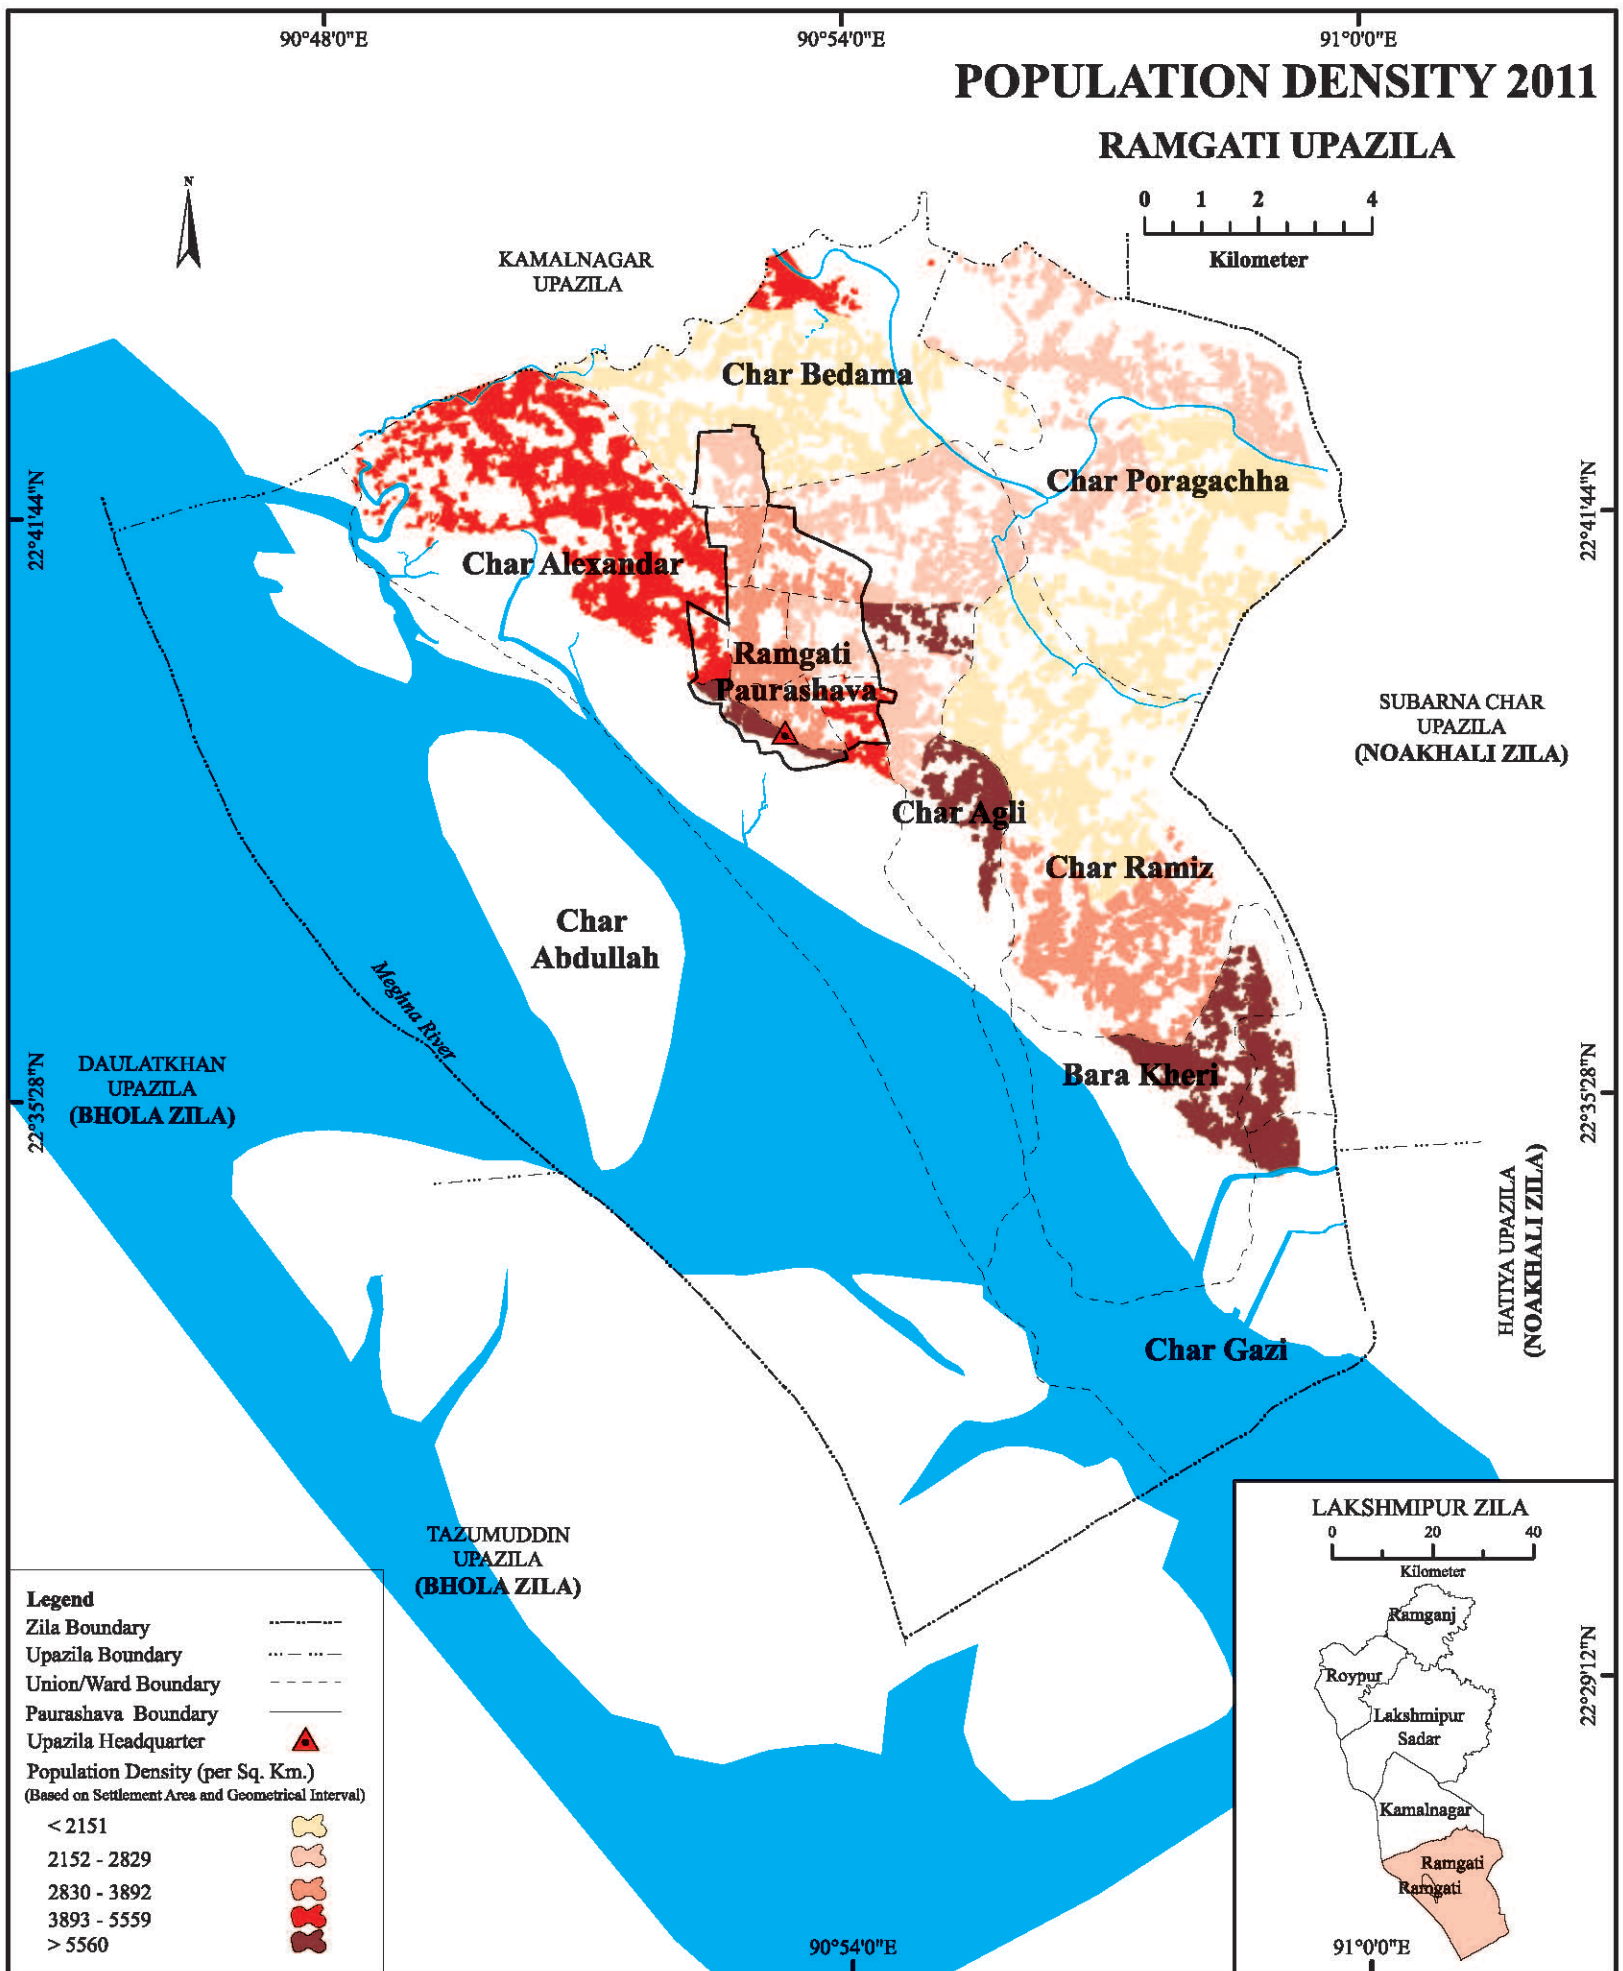 90°48'0"E
90°54'0"E
91°0'0"E
POPULATION DENSITY 2011
RAMGATI UPAZILA
0 1 2 4
Kilometer
N
KAMALNAGAR
UPAZILA
Char Bedama
Char Poragachha
22°41'44"N
22°41'44"N
Char Alexandar
Ramgati
Paurashava
SUBARNA CHAR
UPAZILA
(NOAKHALI ZILA)
Char Agli
Char Ramiz
Char
Abdullah
Meghna River
DAULATKHAN
UPAZILA
(BHOLA ZILA)
22°35'28"N
22°35'28"N
Bara Kheri
HATIYA UPAZILA
(NOAKHALI ZILA)
Char Gazi
TAZUMUDDIN
UPAZILA
(BHOLA ZILA)
Legend
Zila Boundary
Upazila Boundary
Union/Ward Boundary
Paurashava Boundary
Upazila Headquarter
Population Density (per Sq. Km.)
(Based on Settlement Area and Geometrical Interval)
< 2151
2152 - 2829
2830 - 3892
3893 - 5559
> 5560
LAKSHMIPUR ZILA
0 20 40
Kilometer
Ramganj
Roypur
Lakshmipur
Sadar
Kamalnagar
Ramgati
Ramgati
22°29'12"N
90°54'0"E
91°0'0"E